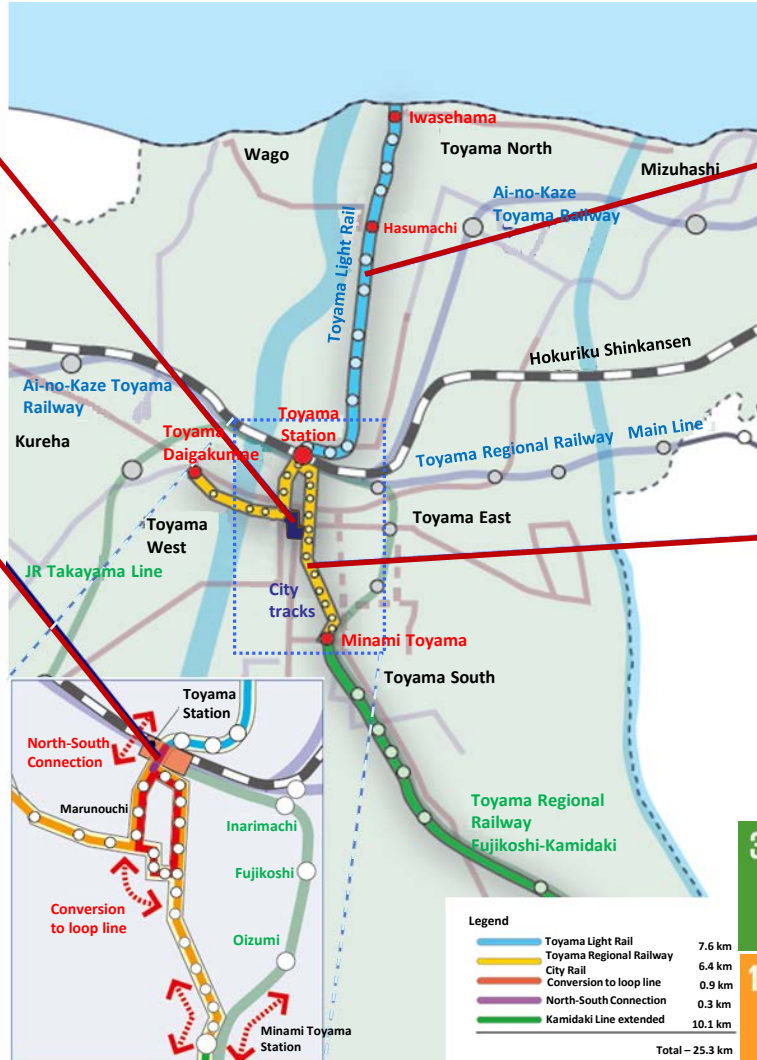 Iwasehama
Wago
Toyama North
Mizuhashi
Ai-no-Kaze
Toyama Railway
Hasumachi
Toyama Light Rail
Hokuriku Shinkansen
Ai-no-Kaze Toyama
Railway
Toyama
Station
Toyama
Daigakumae
Kureha
Toyama Regional Railway Main Line
Toyama
West
Toyama East
JR Takayama Line
City
tracks
Minami Toyama
Toyama South
Toyama
Station
North-South
Connection
Marunouchi
Inarimachi
Fujikoshi
Conversion
to loop line
Oizumi
Minami Toyama
Station
Toyama Regional
Railway
Fujikoshi-Kamidaki
Legend
Toyama Light Rail 7.6 km
Toyama Regional Railway
City Rail 6.4 km
Conversion to loop line 0.9 km
North-South Connection 0.3 km
Kamidaki Line extended 10.1 km
Total – 25.3 km
3
1